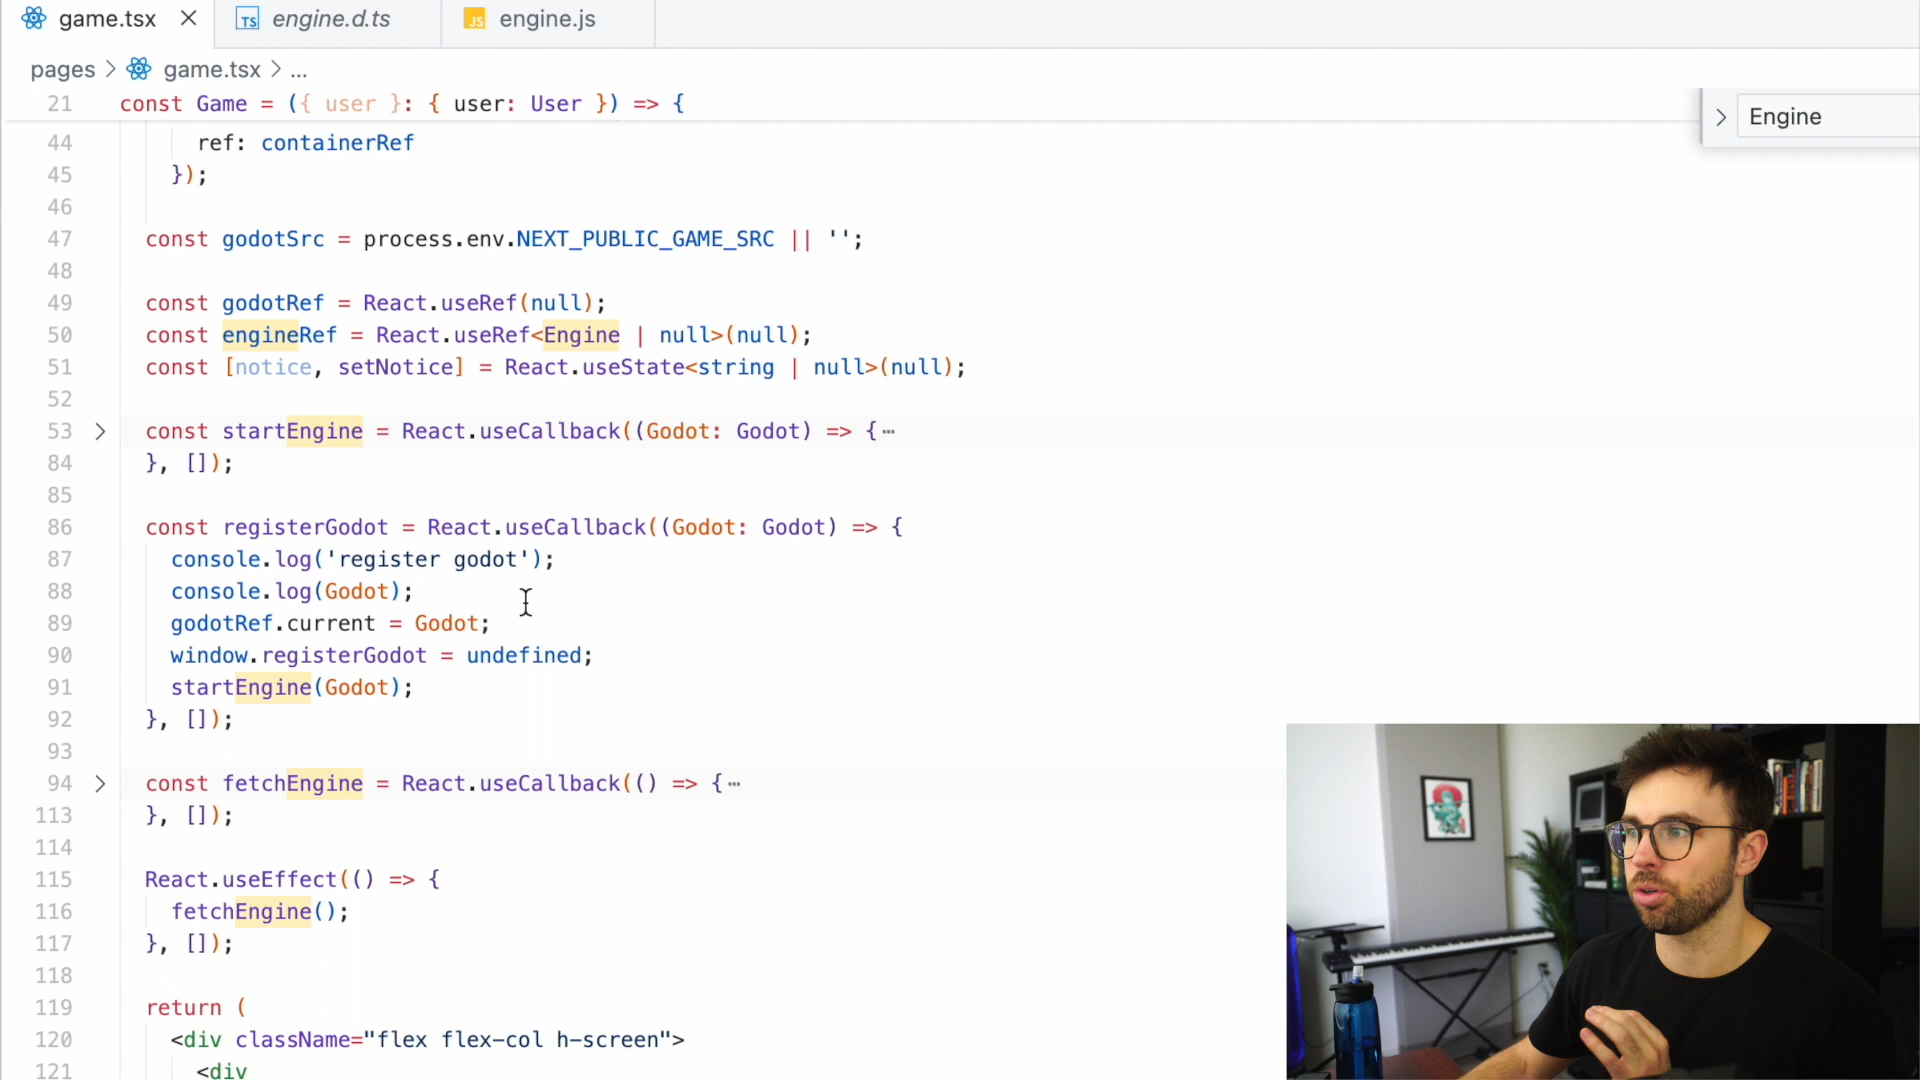 game.tsx
TS engine.d.ts
JS engine.js
pages > game.tsx > ...
21 const Game = ({ user }: { user: User }) => {
Engine
44 ref: containerRef
45 });
46
47 const godotSrc = process.env.NEXT_PUBLIC_GAME_SRC || '';
48
49 const godotRef = React.useRef(null);
50 const engineRef = React.useRef<Engine | null>(null);
51 const [notice, setNotice] = React.useState<string | null>(null);
52
53 const startEngine = React.useCallback((Godot: Godot) => {⋯
84 }, []);
85
86 const registerGodot = React.useCallback((Godot: Godot) => {
87 console.log('register godot');
88 console.log(Godot);
89 godotRef.current = Godot;
90 window.registerGodot = undefined;
91 startEngine(Godot);
92 }, []);
93
94 const fetchEngine = React.useCallback(() => {⋯
113 }, []);
114
115 React.useEffect(() => {
116 fetchEngine();
117 }, []);
118
119 return (
120 <div className="flex flex-col h-screen">
121 <div